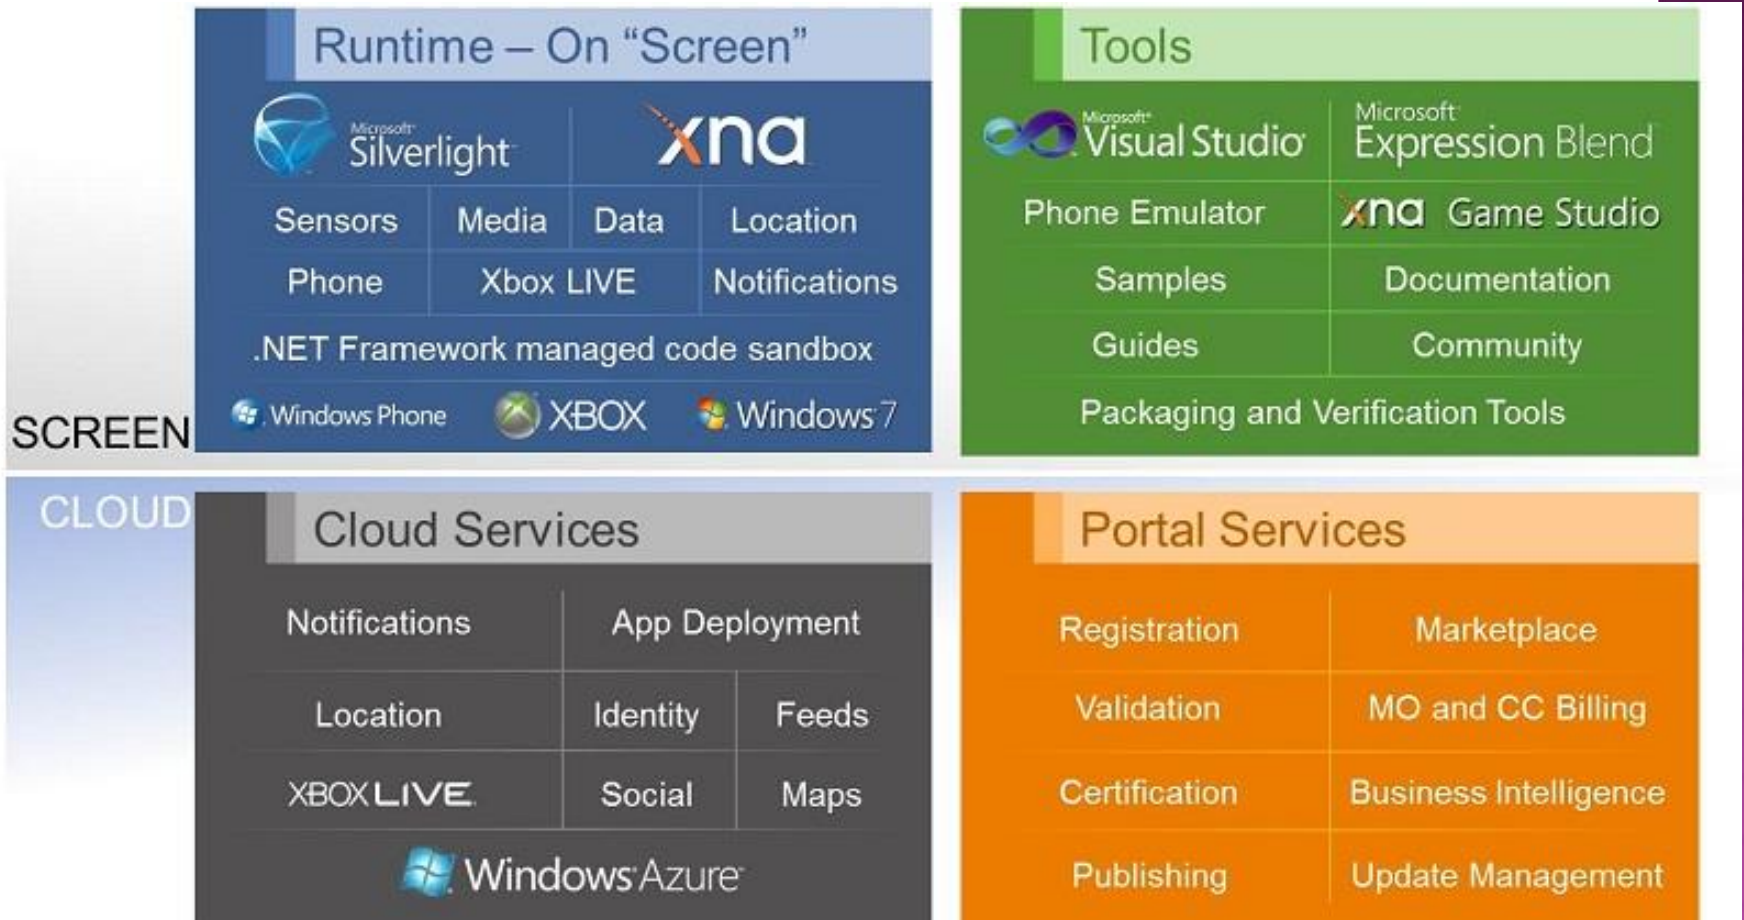 Runtime – On “Screen”
Microsoft®
Silverlight™
xna
Sensors Media Data Location
Phone Xbox LIVE Notifications
.NET Framework managed code sandbox
Windows Phone XBOX Windows 7
SCREEN
Tools
Microsoft® Visual Studio®
Microsoft® Expression Blend™
Phone Emulator xna Game Studio
Samples Documentation
Guides Community
Packaging and Verification Tools
CLOUD
Cloud Services
Notifications App Deployment
Location Identity Feeds
XBOX LIVE Social Maps
Windows® Azure™
Portal Services
Registration Marketplace
Validation MO and CC Billing
Certification Business Intelligence
Publishing Update Management